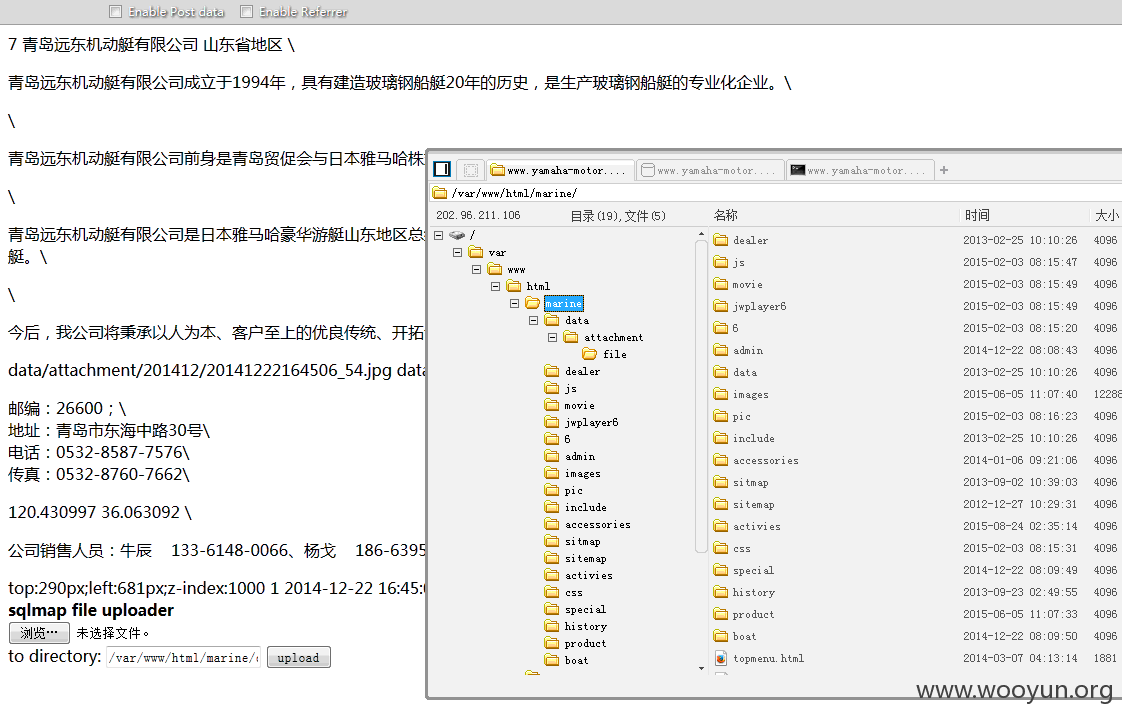 Enable Post data Enable Referrer
7 青岛远东机动艇有限公司 山东省地区 \
青岛远东机动艇有限公司成立于1994年，具有建造玻璃钢船艇20年的历史，是生产玻璃钢船艇的专业化企业。\
\
青岛远东机动艇有限公司前身是青岛贸促会与日本雅马哈株
\
青岛远东机动艇有限公司是日本雅马哈豪华游艇山东地区总
艇。\
\
今后，我公司将秉承以人为本、客户至上的优良传统、开拓
data/attachment/201412/20141222164506_54.jpg data
邮编：26600；\
地址：青岛市东海中路30号\
电话：0532-8587-7576\
传真：0532-8760-7662\
120.430997 36.063092 \
公司销售人员：牛辰 133-6148-0066、杨戈 186-6395
top:290px;left:681px;z-index:1000 1 2014-12-22 16:45:
sqlmap file uploader
浏览… 未选择文件。
to directory: /var/www/html/marine/ upload
www.yamaha-motor.... www.yamaha-motor.... www.yamaha-motor.... +
/var/www/html/marine/
202.96.211.106 目录(19),文件(5) 名称 时间 大小
/
var
www
html
marine
data
attachment
file
dealer
js
movie
jwplayer6
6
admin
images
pic
include
accessories
sitmap
sitemap
activies
css
special
history
product
boat
dealer 2013-02-25 10:10:26 4096
js 2015-02-03 08:15:47 4096
movie 2015-02-03 08:15:49 4096
jwplayer6 2015-02-03 08:15:49 4096
6 2015-02-03 08:15:20 4096
admin 2014-12-22 08:08:43 4096
data 2013-02-25 10:10:26 4096
images 2015-06-05 11:07:40 12288
pic 2015-02-03 08:16:23 4096
include 2013-02-25 10:10:26 4096
accessories 2014-01-06 09:21:06 4096
sitmap 2013-09-02 10:39:03 4096
sitemap 2012-12-27 10:29:31 4096
activies 2015-08-24 02:35:14 4096
css 2015-02-03 08:15:31 4096
special 2014-12-22 08:09:49 4096
history 2013-09-23 02:49:55 4096
product 2015-06-05 11:07:33 4096
boat 2014-12-22 08:09:50 4096
topmenu.html 2014-03-07 04:13:14 1881
www.wooyun.org